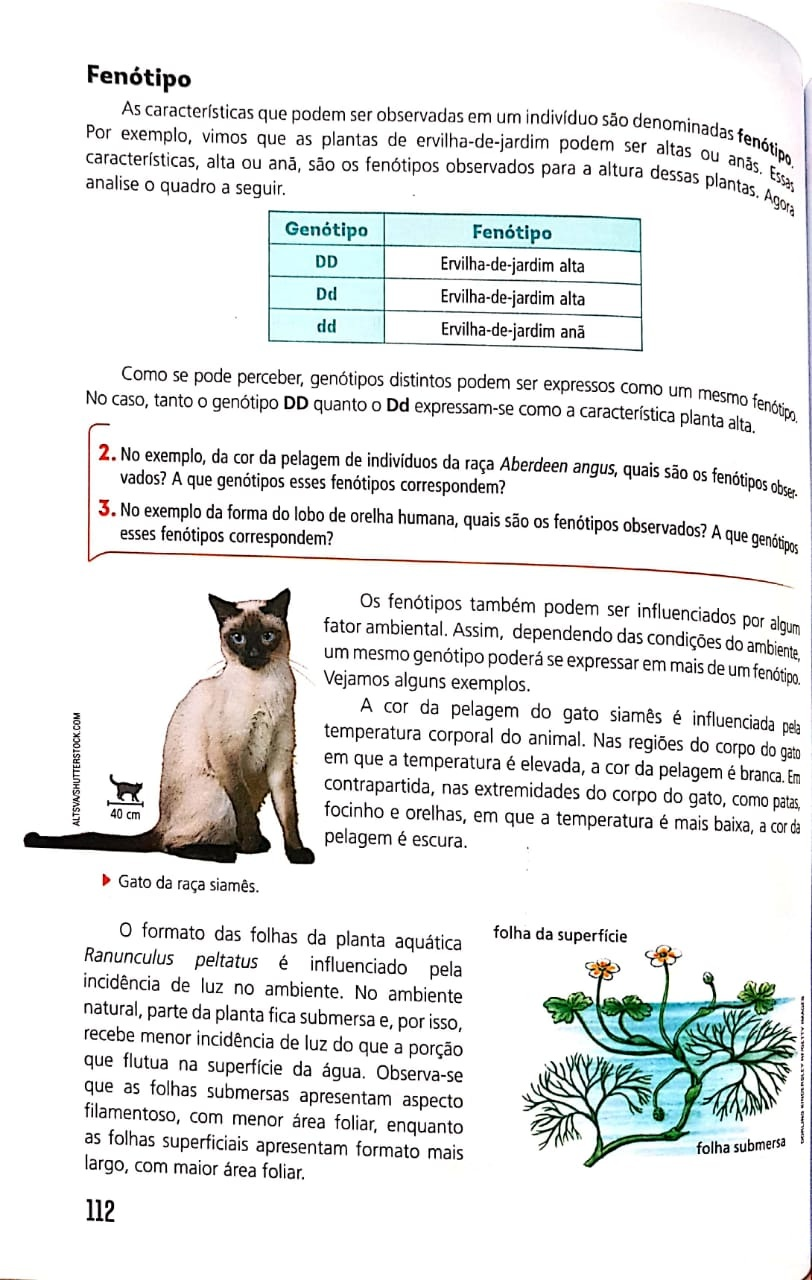 Fenótipo
As características que podem ser observadas em um indivíduo são denominadas fenótipo.
Por exemplo, vimos que as plantas de ervilha-de-jardim podem ser altas ou anãs. Essas
características, alta ou anã, são os fenótipos observados para a altura dessas plantas. Agora
analise o quadro a seguir.
Genótipo Fenótipo
DD Ervilha-de-jardim alta
Dd Ervilha-de-jardim alta
dd Ervilha-de-jardim anã
Como se pode perceber, genótipos distintos podem ser expressos como um mesmo fenótipo.
No caso, tanto o genótipo DD quanto o Dd expressam-se como a característica planta alta.
2. No exemplo, da cor da pelagem de indivíduos da raça Aberdeen angus, quais são os fenótipos obser-
vados? A que genótipos esses fenótipos correspondem?
3. No exemplo da forma do lobo de orelha humana, quais são os fenótipos observados? A que genótipos
esses fenótipos correspondem?
Os fenótipos também podem ser influenciados por algum
fator ambiental. Assim, dependendo das condições do ambiente,
um mesmo genótipo poderá se expressar em mais de um fenótipo.
Vejamos alguns exemplos.
A cor da pelagem do gato siamês é influenciada pela
temperatura corporal do animal. Nas regiões do corpo do gato
em que a temperatura é elevada, a cor da pelagem é branca. Em
contrapartida, nas extremidades do corpo do gato, como patas,
focinho e orelhas, em que a temperatura é mais baixa, a cor da
pelagem é escura.
ALTSVA/SHUTTERSTOCK.COM
40 cm
Gato da raça siamês.
O formato das folhas da planta aquática
Ranunculus peltatus é influenciado pela
incidência de luz no ambiente. No ambiente
natural, parte da planta fica submersa e, por isso,
recebe menor incidência de luz do que a porção
que flutua na superfície da água. Observa-se
que as folhas submersas apresentam aspecto
filamentoso, com menor área foliar, enquanto
as folhas superficiais apresentam formato mais
largo, com maior área foliar.
folha da superfície
folha submersa
112